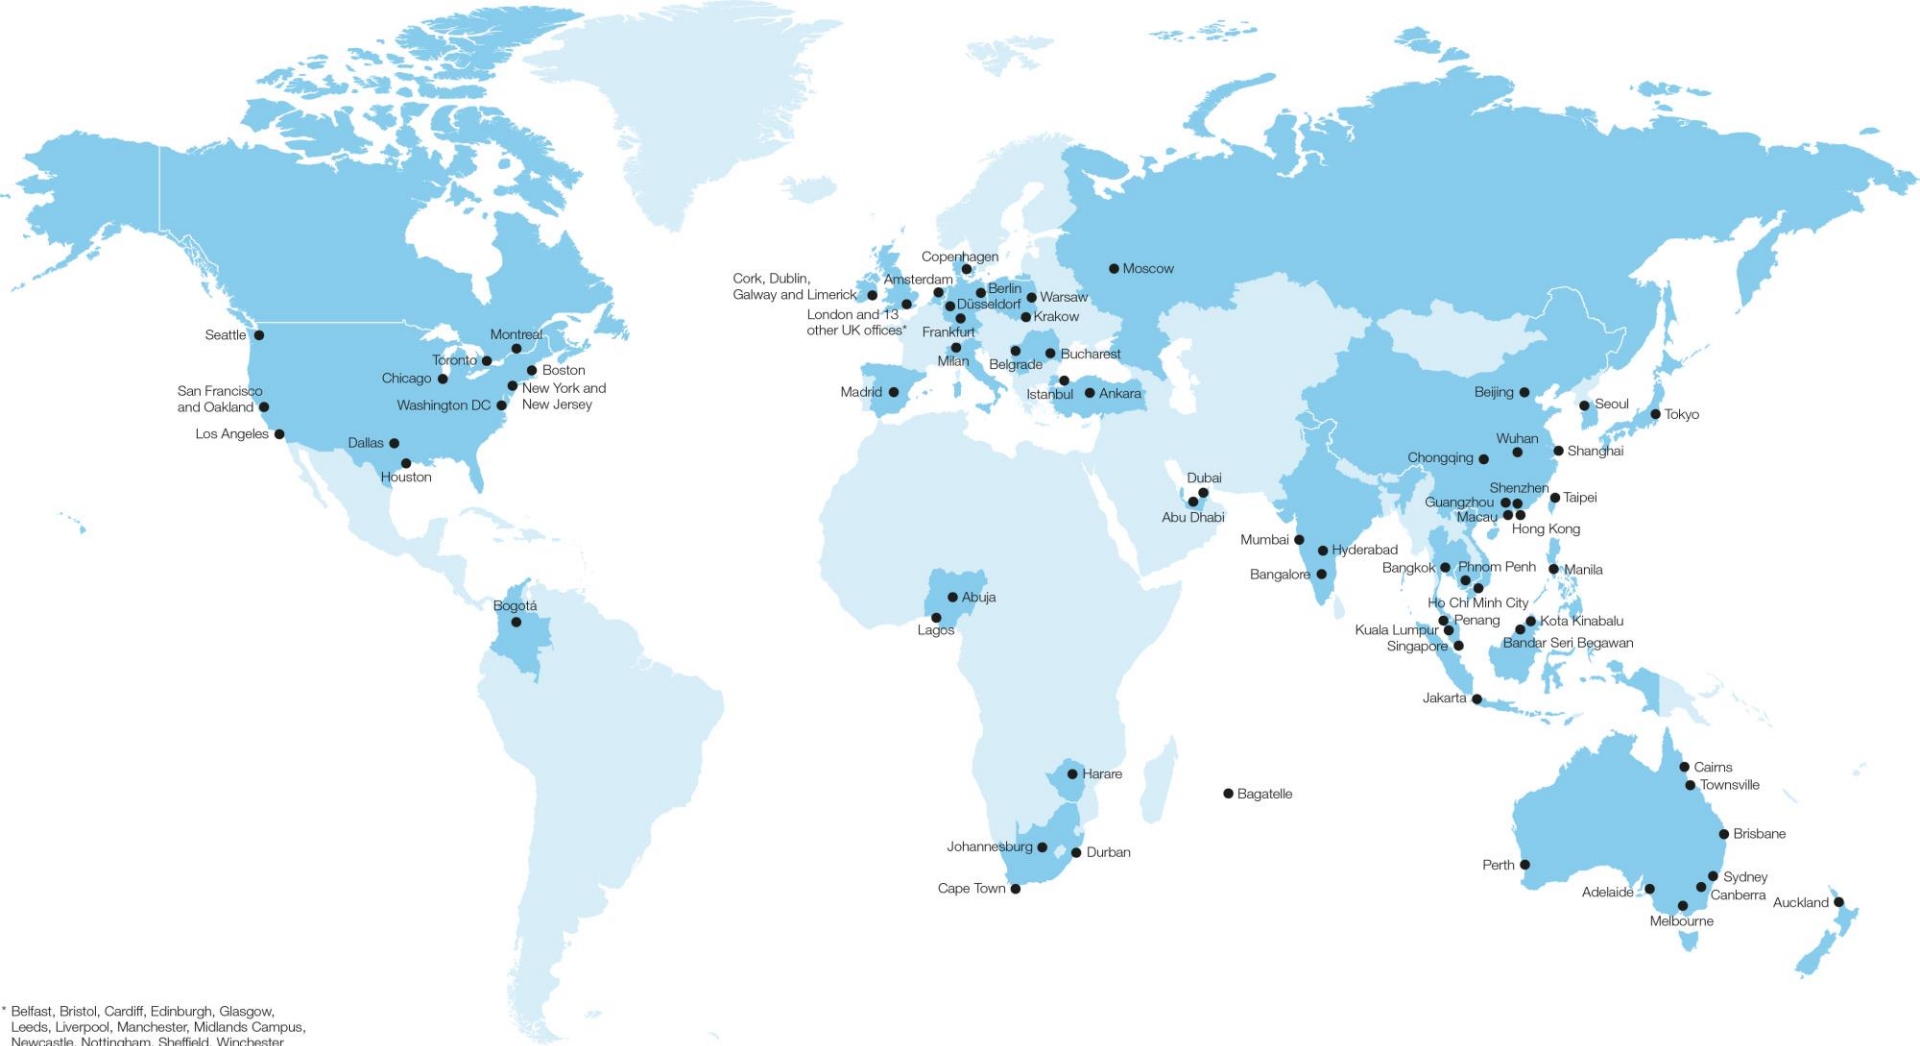 Copenhagen
Moscow
Cork, Dublin,
Galway and Limerick
Amsterdam
Berlin
Warsaw
Düsseldorf
London and 13
other UK offices*
Krakow
Frankfurt
Milan
Belgrade
Bucharest
Madrid
Istanbul
Ankara
Seattle
Montreal
Toronto
Boston
Chicago
New York and
New Jersey
San Francisco
and Oakland
Washington DC
Los Angeles
Dallas
Houston
Beijing
Seoul
Tokyo
Wuhan
Shanghai
Chongqing
Dubai
Abu Dhabi
Shenzhen
Guangzhou
Taipei
Macau
Hong Kong
Mumbai
Hyderabad
Bangalore
Bangkok
Phnom Penh
Manila
Ho Chi Minh City
Bogotá
Abuja
Lagos
Penang
Kota Kinabalu
Kuala Lumpur
Bandar Seri Begawan
Singapore
Jakarta
Harare
Bagatelle
Johannesburg
Durban
Cape Town
Cairns
Townsville
Brisbane
Perth
Sydney
Adelaide
Canberra
Auckland
Melbourne
* Belfast, Bristol, Cardiff, Edinburgh, Glasgow,
Leeds, Liverpool, Manchester, Midlands Campus,
Newcastle, Nottingham, Sheffield, Winchester